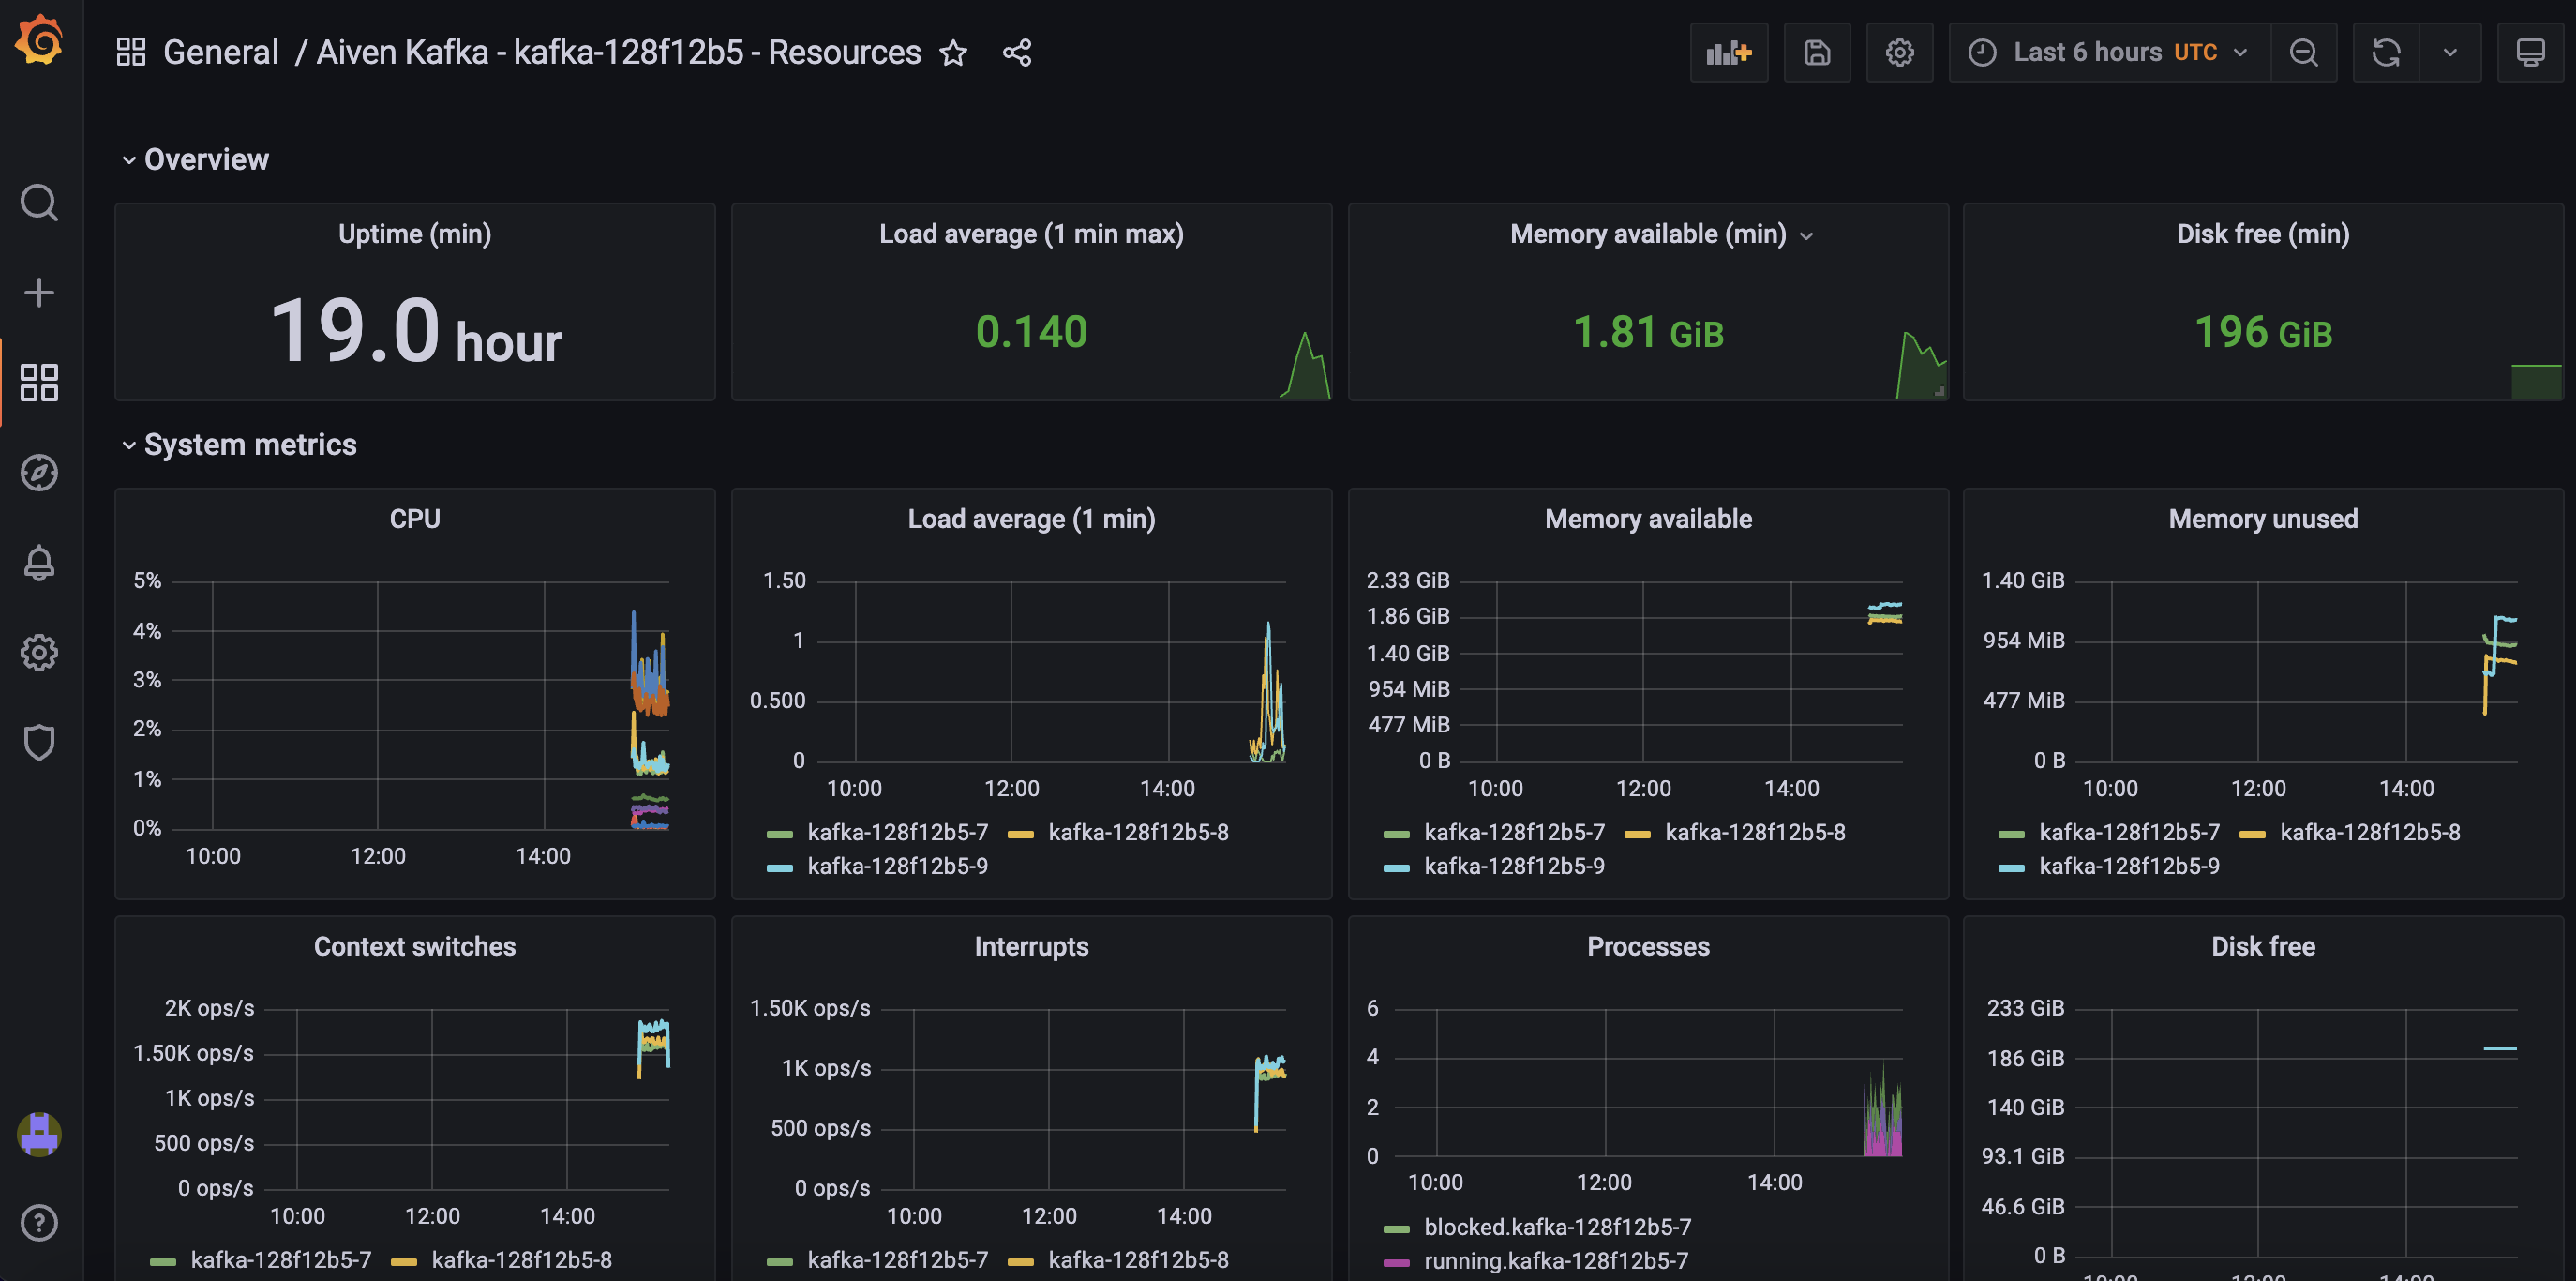 General / Aiven Kafka - kafka-128f12b5 - Resources
Last 6 hours UTC
Overview
Uptime (min)
19.0 hour
Load average (1 min max)
0.140
Memory available (min)
1.81 GiB
Disk free (min)
196 GiB
System metrics
CPU
5%
4%
3%
2%
1%
0%
10:00 12:00 14:00
Load average (1 min)
1.50
1
0.500
0
10:00 12:00 14:00
kafka-128f12b5-7 kafka-128f12b5-8
kafka-128f12b5-9
Memory available
2.33 GiB
1.86 GiB
1.40 GiB
954 MiB
477 MiB
0 B
10:00 12:00 14:00
kafka-128f12b5-7 kafka-128f12b5-8
kafka-128f12b5-9
Memory unused
1.40 GiB
954 MiB
477 MiB
0 B
10:00 12:00 14:00
kafka-128f12b5-7 kafka-128f12b5-8
kafka-128f12b5-9
Context switches
2K ops/s
1.50K ops/s
1K ops/s
500 ops/s
0 ops/s
10:00 12:00 14:00
kafka-128f12b5-7 kafka-128f12b5-8
Interrupts
1.50K ops/s
1K ops/s
500 ops/s
0 ops/s
10:00 12:00 14:00
kafka-128f12b5-7 kafka-128f12b5-8
Processes
6
4
2
0
10:00 12:00 14:00
blocked.kafka-128f12b5-7
running.kafka-128f12b5-7
Disk free
233 GiB
186 GiB
140 GiB
93.1 GiB
46.6 GiB
0 B